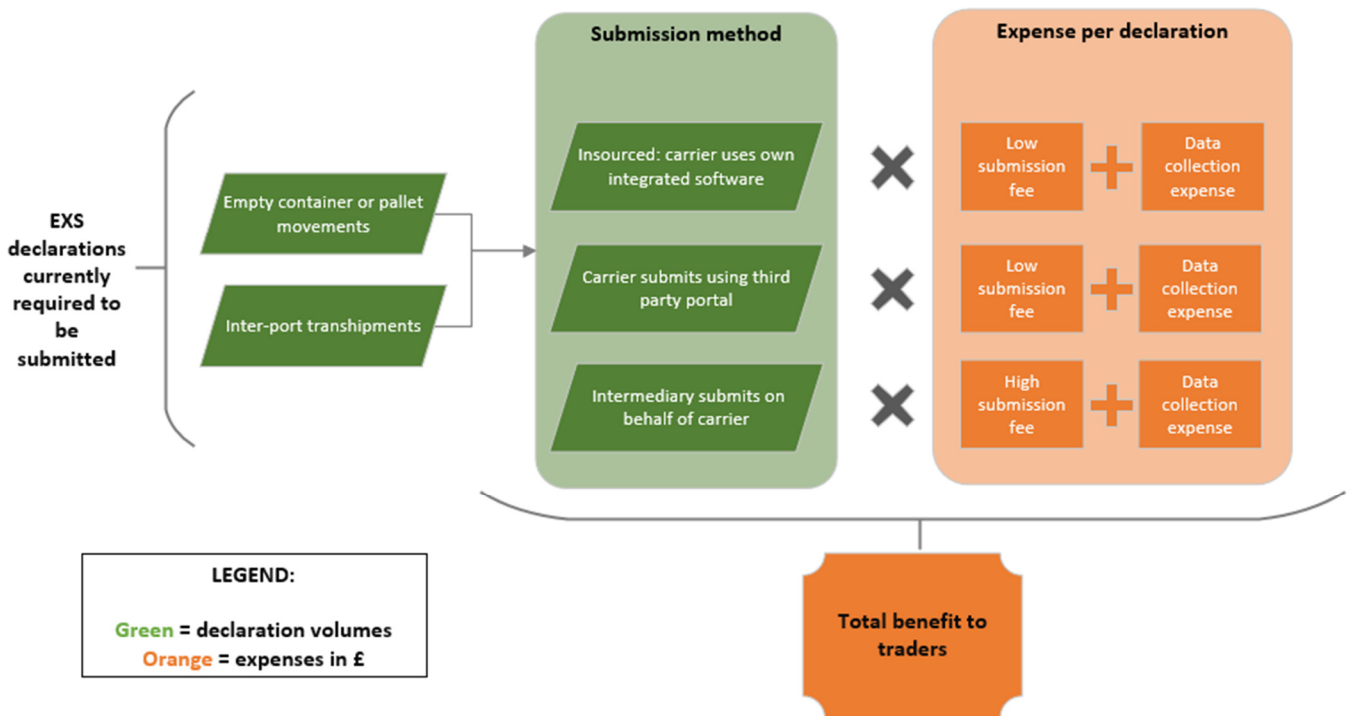 Submission method
Expense per declaration
EXS
declarations
currently
required to
be
submitted
Empty container or pallet
movements
Inter-port transhipments
Insourced: carrier uses own
integrated software
Low
submission
fee
Data
collection
expense
Carrier submits using third
party portal
Low
submission
fee
Data
collection
expense
Intermediary submits on
behalf of carrier
High
submission
fee
Data
collection
expense
Total benefit to
traders
LEGEND:
Green = declaration volumes
Orange = expenses in £